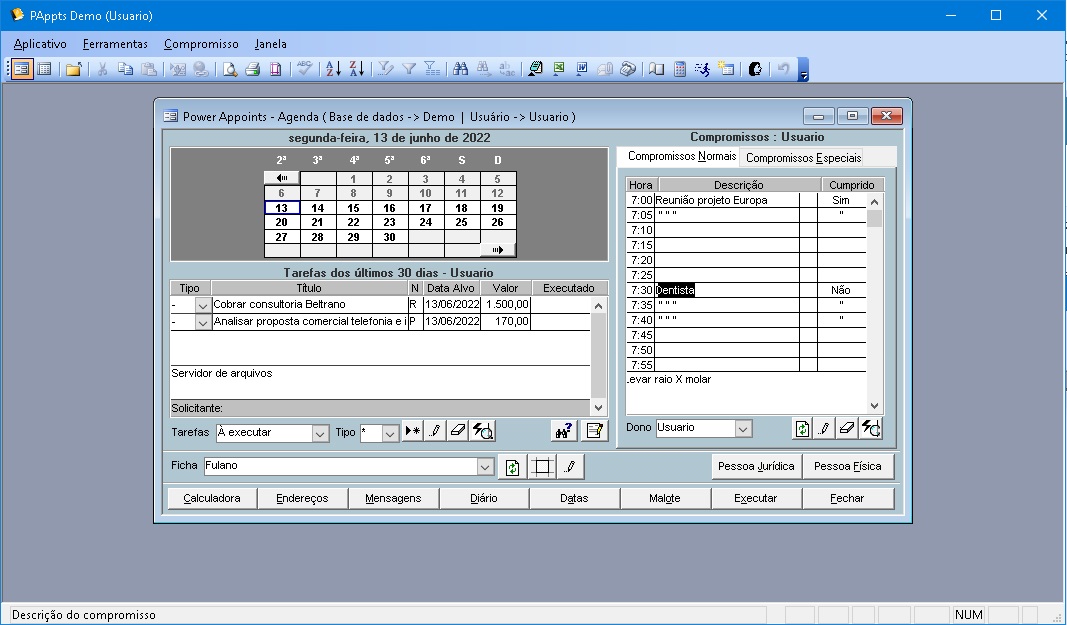 PAppts Demo (Usuario)
Aplicativo Ferramentas Compromisso Janela
Power Appoints - Agenda ( Base de dados -> Demo | Usuário -> Usuario )
segunda-feira, 13 de junho de 2022
2ª 3ª 4ª 5ª 6ª S D
1 2 3 4 5
6 7 8 9 10 11 12
13 14 15 16 17 18 19
20 21 22 23 24 25 26
27 28 29 30
Tarefas dos últimos 30 dias - Usuario
Tipo Título N Data Alvo Valor Executado
- Cobrar consultoria Beltrano R 13/06/2022 1.500,00
- Analisar proposta comercial telefonia e i P 13/06/2022 170,00
Servidor de arquivos
Solicitante:
Tarefas À executar Tipo *
Compromissos : Usuario
Compromissos Normais Compromissos Especiais
Hora Descrição Cumprido
7:00 Reunião projeto Europa Sim
7:05 " " " "
7:10
7:15
7:20
7:25
7:30 Dentista Não
7:35 " " " "
7:40 " " " "
7:45
7:50
7:55
Levar raio X molar
Dono Usuario
Ficha Fulano
Pessoa Jurídica Pessoa Física
Calculadora Endereços Mensagens Diário Datas Malote Executar Fechar
Descrição do compromisso NUM